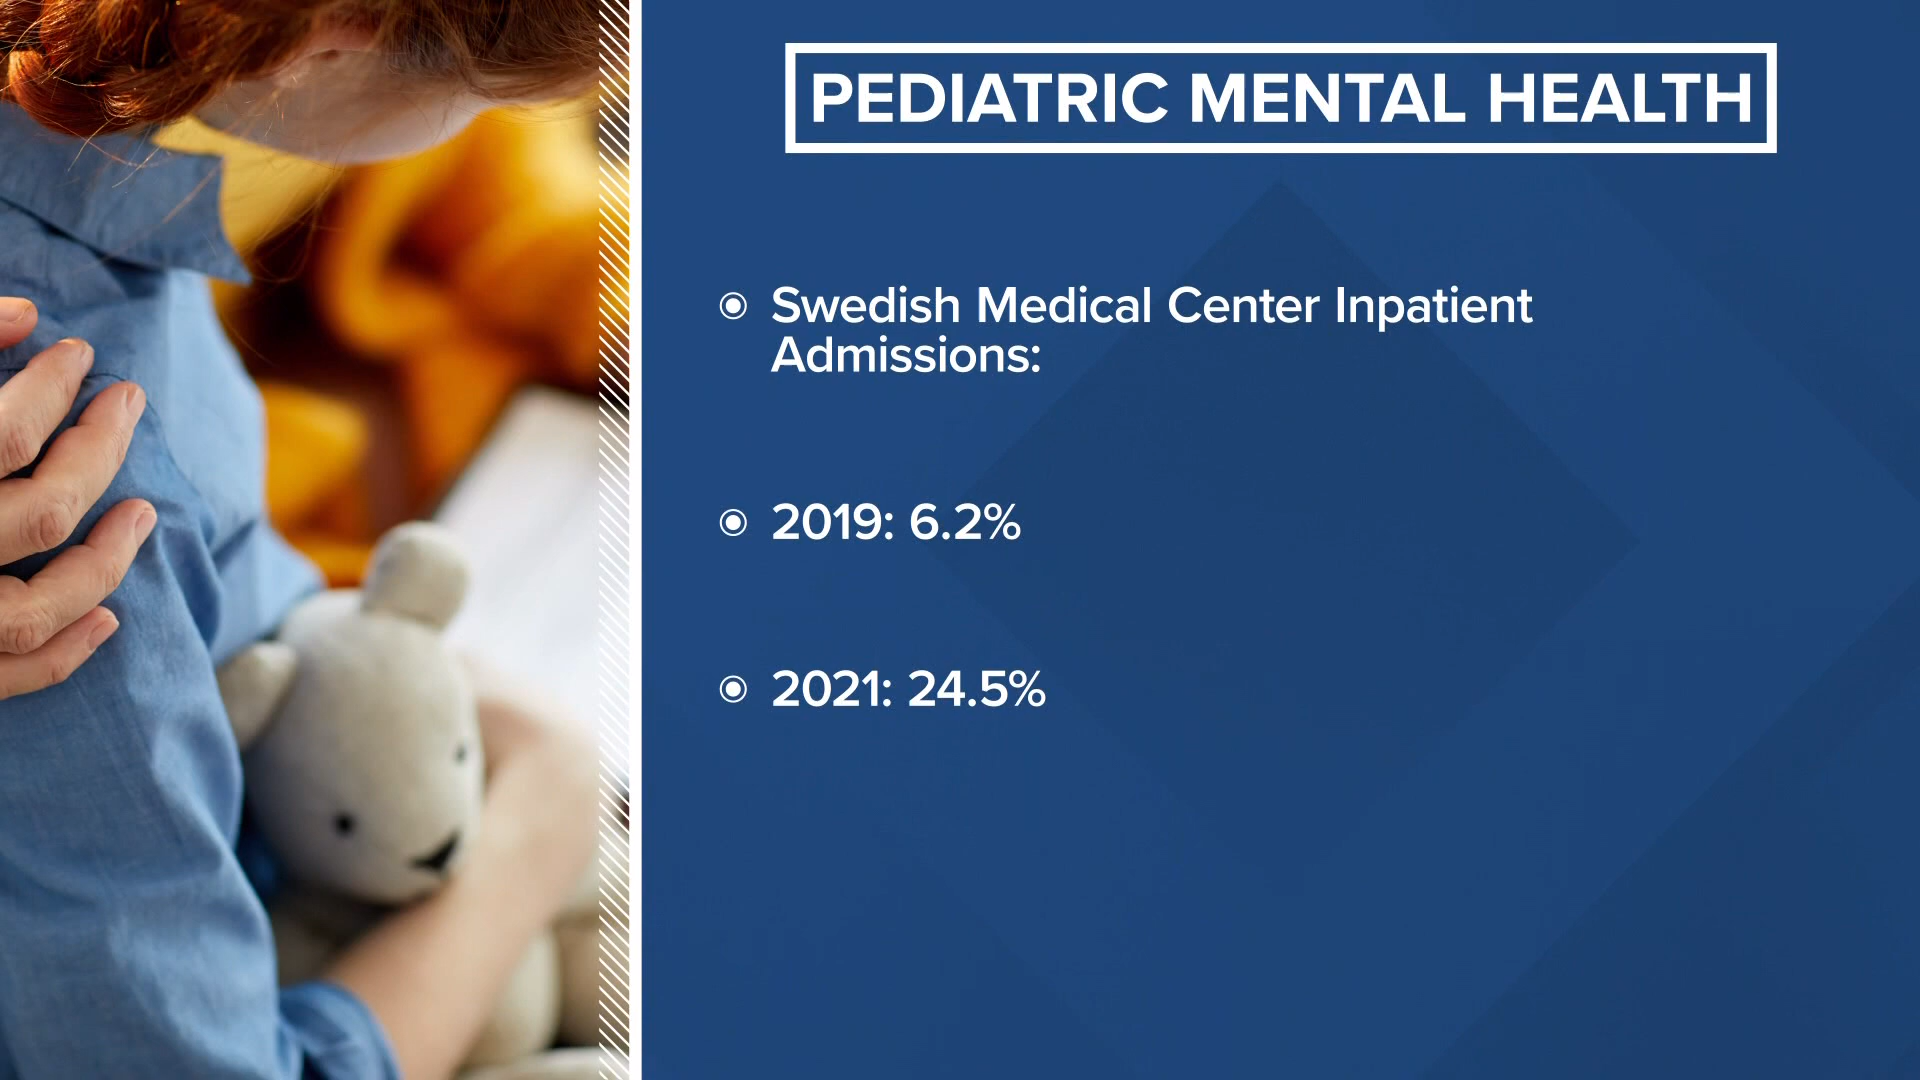 PEDIATRIC MENTAL HEALTH
Swedish Medical Center Inpatient
Admissions:
2019: 6.2%
2021: 24.5%